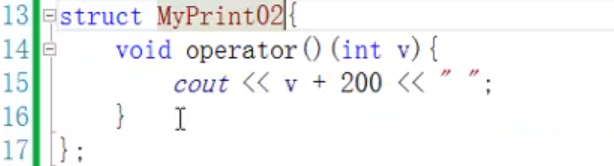 13 struct MyPrint02{
14 void operator()(int v){
15 cout << v + 200 << " ";
16 }
17 };